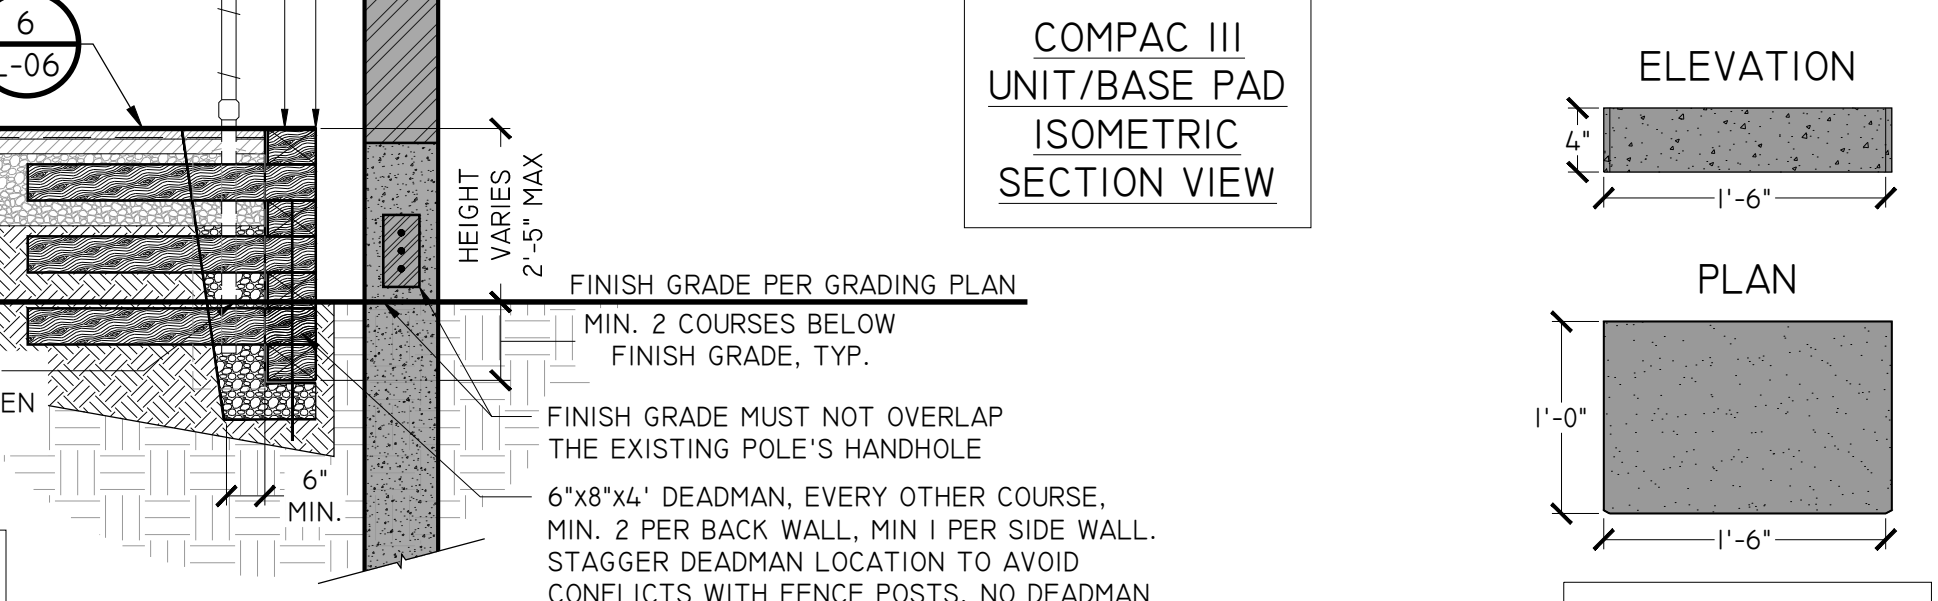 6
L-06
COMPAC III
UNIT/BASE PAD
ISOMETRIC
SECTION VIEW
ELEVATION
4"
1'-6"
PLAN
1'-0"
1'-6"
HEIGHT
VARIES
2'-5" MAX
FINISH GRADE PER GRADING PLAN
MIN. 2 COURSES BELOW
FINISH GRADE, TYP.
EN
FINISH GRADE MUST NOT OVERLAP
THE EXISTING POLE'S HANDHOLE
6"
MIN.
6"x8"x4' DEADMAN, EVERY OTHER COURSE,
MIN. 2 PER BACK WALL, MIN 1 PER SIDE WALL.
STAGGER DEADMAN LOCATION TO AVOID
CONFLICTS WITH FENCE POSTS. NO DEADMAN